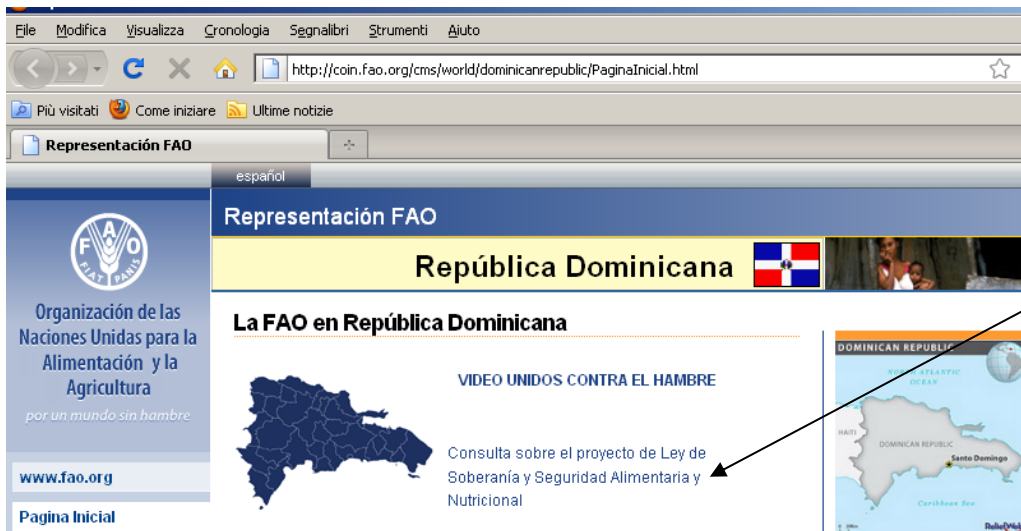 File Modifica Visualizza Cronologia Segnalibri Strumenti Aiuto
http://coin.fao.org/cms/world/dominicanrepublic/PaginaInicial.html
Più visitati Come iniziare Ultime notizie
Representación FAO
español
Representación FAO
República Dominicana
FAO
FIAT PANIS
Organización de las
Naciones Unidas para la
Alimentación y la
Agricultura
por un mundo sin hambre
www.fao.org
Pagina Inicial
La FAO en República Dominicana
VIDEO UNIDOS CONTRA EL HAMBRE
Consulta sobre el proyecto de Ley de
Soberanía y Seguridad Alimentaria y
Nutricional
DOMINICAN REPUBLIC
NORTH ATLANTIC
OCEAN
HAITI
DOMINICAN REPUBLIC
Santo Domingo
Caribbean Sea